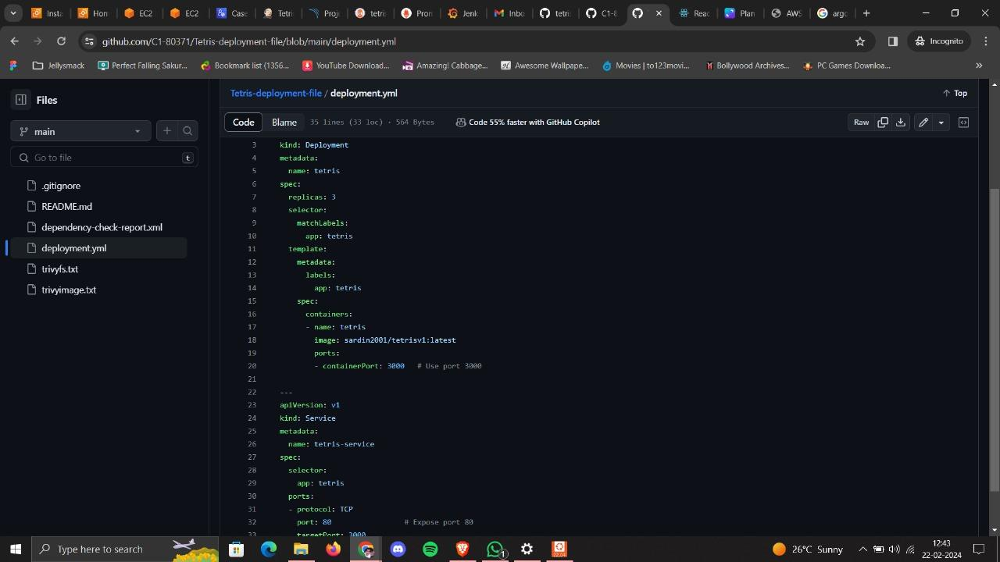 Insta
Hon
EC2
EC2
Case
Tetri
Proj
tetri
Pron
Jenk
Inbo
tetri
C1-8
Reac
Plan
AWS
argc
github.com/C1-80371/Tetris-deployment-file/blob/main/deployment.yml
Incognito
Jellysmack
Perfect Falling Sakur...
Bookmark list (1356...
YouTube Download...
Amazing! Cabbage...
Awesome Wallpape...
Movies | to123movi...
Bollywood Archives...
PC Games Downloa...
Files
Tetris-deployment-file / deployment.yml
Top
main
Code
Blame
35 lines (33 loc) · 564 Bytes
Code 55% faster with GitHub Copilot
Raw
Go to file
t
.gitignore
README.md
dependency-check-report.xml
deployment.yml
trivyfs.txt
trivyimage.txt
3 kind: Deployment
4 metadata:
5 name: tetris
6 spec:
7 replicas: 3
8 selector:
9 matchLabels:
10 app: tetris
11 template:
12 metadata:
13 labels:
14 app: tetris
15 spec:
16 containers:
17 - name: tetris
18 image: sardin2001/tetrisv1:latest
19 ports:
20 - containerPort: 3000 # Use port 3000
21
22 ---
23 apiVersion: v1
24 kind: Service
25 metadata:
26 name: tetris-service
27 spec:
28 selector:
29 app: tetris
30 ports:
31 - protocol: TCP
32 port: 80 # Expose port 80
33 targetPort: 3000
Type here to search
1
26°C Sunny
12:43
22-02-2024